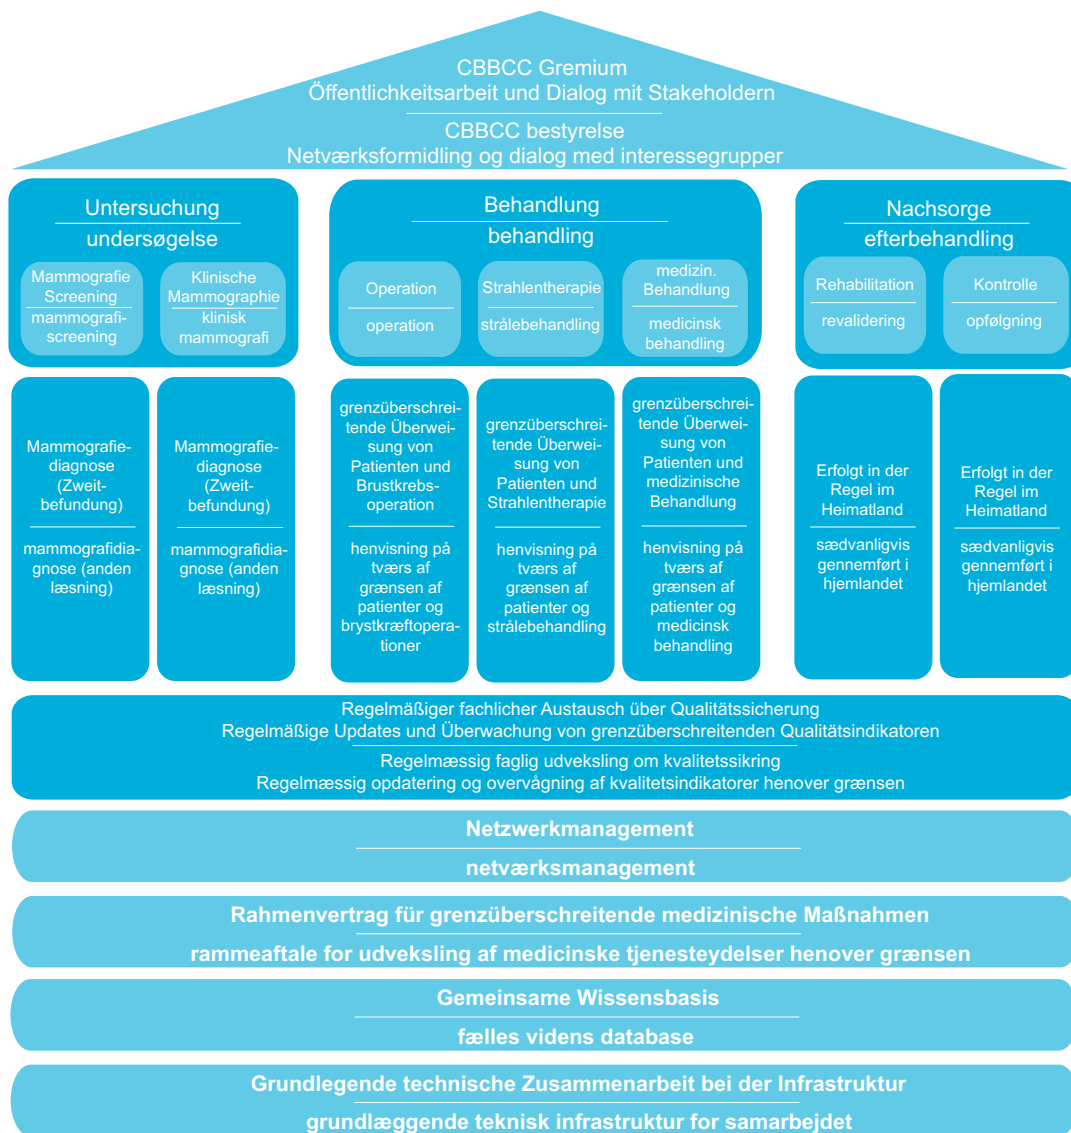 CBBCC Gremium
Öffentlichkeitsarbeit und Dialog mit Stakeholdern
CBBCC bestyrelse
Netværksformidling og dialog med interessegrupper
Untersuchung
undersøgelse
Mammografie
Screening
mammografi-
screening
Klinische
Mammographie
klinisk
mammografi
Behandlung
behandling
Operation
operation
Strahlentherapie
strålebehandling
medizin.
Behandlung
medicinsk
behandling
Nachsorge
efterbehandling
Rehabilitation
revalidering
Kontrolle
opfølgning
Mammografie-
diagnose
(Zweit-
befundung)
mammografidia-
gnose (anden
læsning)
Mammografie-
diagnose
(Zweit-
befundung)
mammografidia-
gnose (anden
læsning)
grenzüberschrei-
tende Überwei-
sung von
Patienten und
Brustkrebs-
operation
henvisning på
tværs af
grænsen af
patienter og
brystkræftopera-
tioner
grenzüberschrei-
tende Überwei-
sung von
Patienten und
Strahlentherapie
henvisning på
tværs af
grænsen af
patienter og
strålebehandling
grenzüberschrei-
tende Überwei-
sung von
Patienten und
medizinische
Behandlung
henvisning på
tværs af
grænsen af
patienter og
medicinsk
behandling
Erfolgt in der
Regel im
Heimatland
sædvanligvis
gennemført i
hjemlandet
Erfolgt in der
Regel im
Heimatland
sædvanligvis
gennemført i
hjemlandet
Regelmäßiger fachlicher Austausch über Qualitätssicherung
Regelmäßige Updates und Überwachung von grenzüberschreitenden Qualitätsindikatoren
Regelmæssig faglig udveksling om kvalitetssikring
Regelmæssig opdatering og overvågning af kvalitetsindikatorer henover grænsen
Netzwerkmanagement
netværksmanagement
Rahmenvertrag für grenzüberschreitende medizinische Maßnahmen
rammeaftale for udveksling af medicinske tjenesteydelser henover grænsen
Gemeinsame Wissensbasis
fælles videns database
Grundlegende technische Zusammenarbeit bei der Infrastruktur
grundlæggende teknisk infrastruktur for samarbejdet